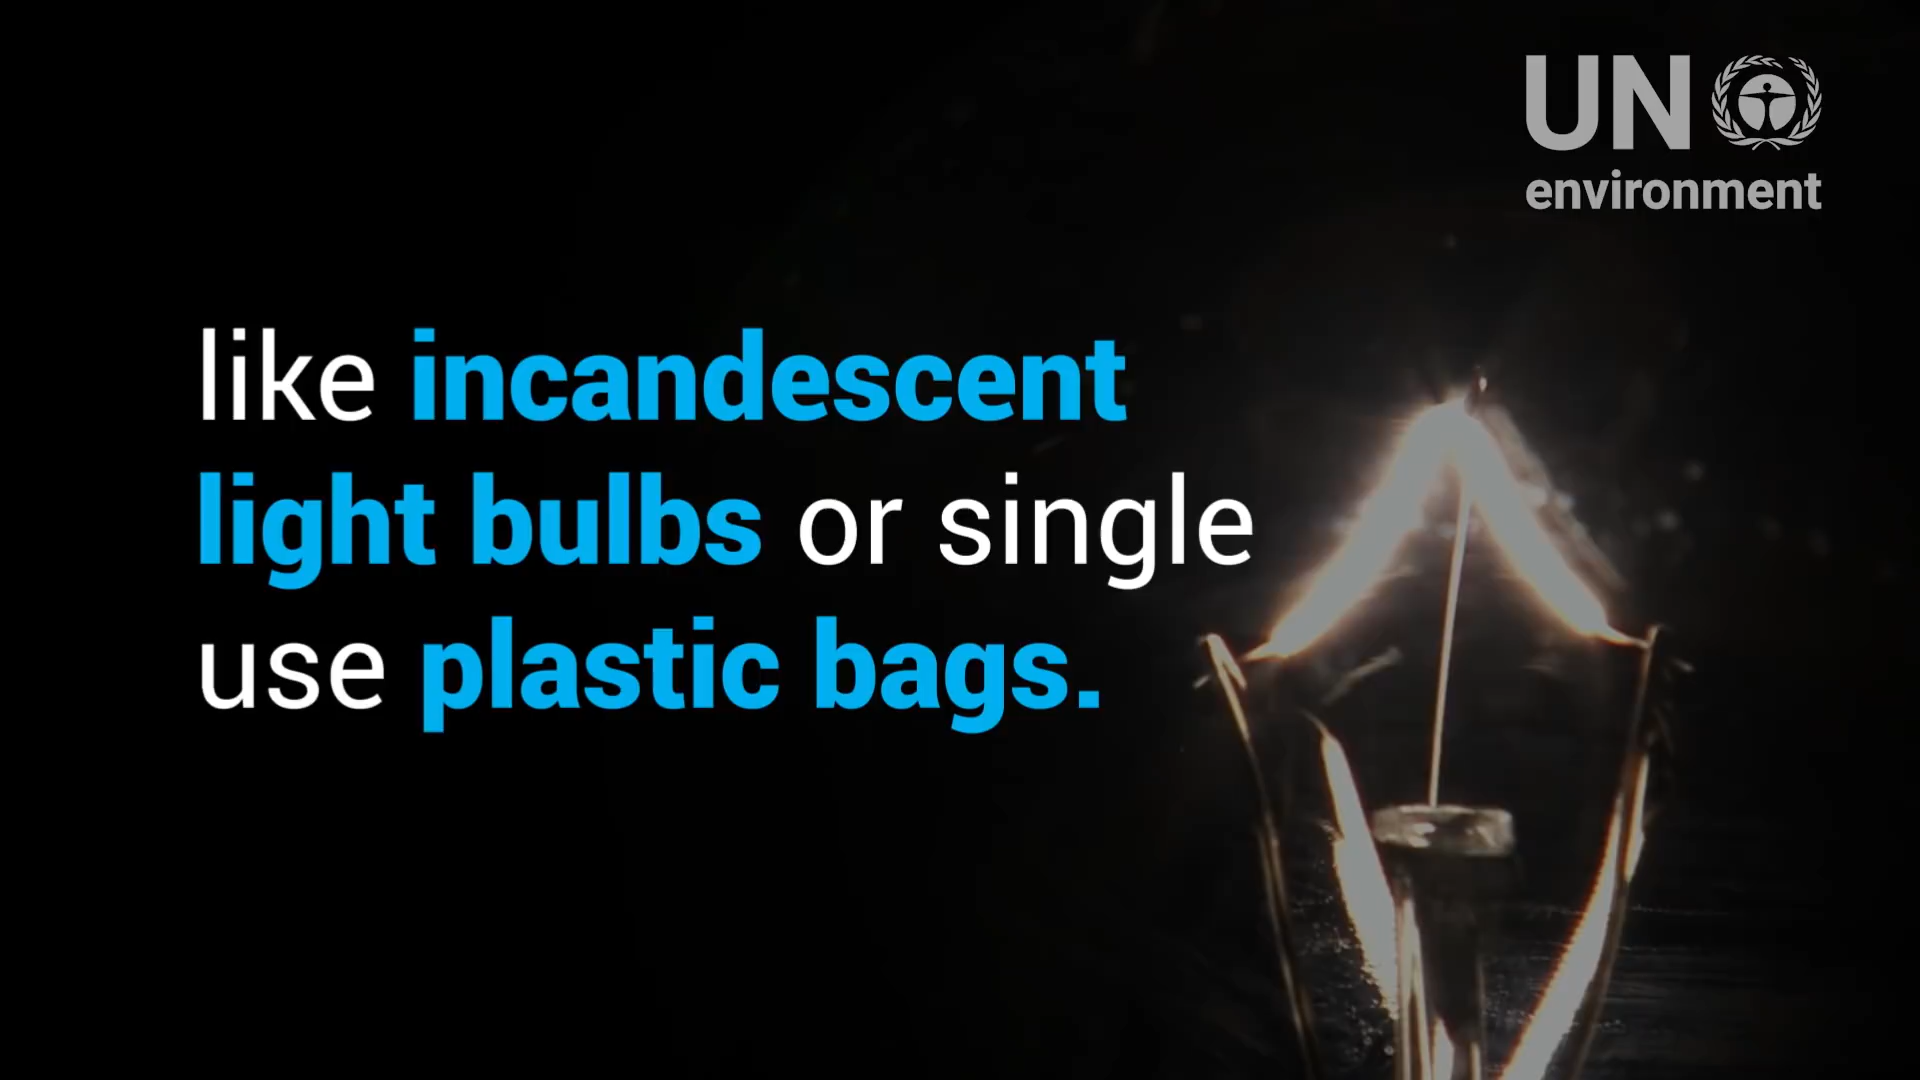 UN
environment
like incandescent
light bulbs or single
use plastic bags.